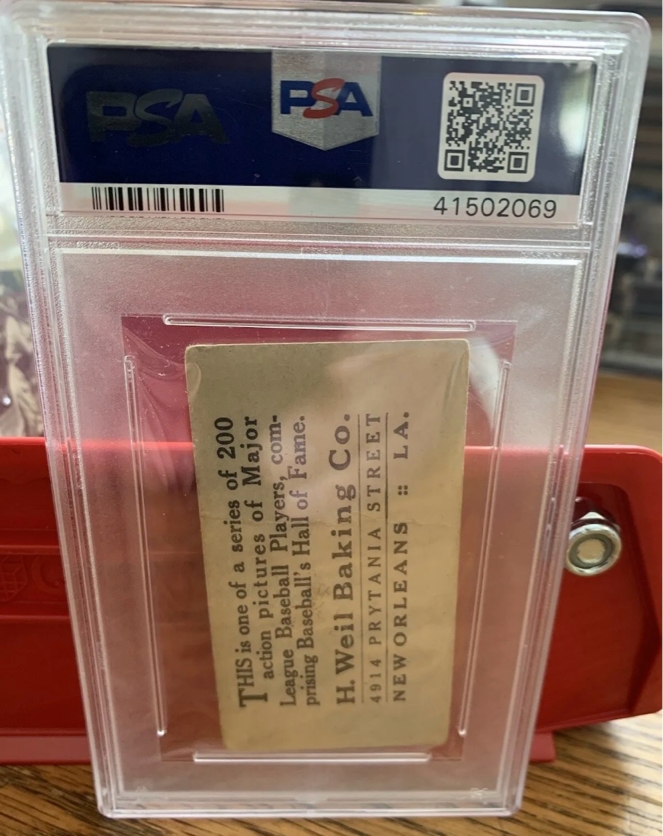 PSA
PSA
41502069
THIS is one of a series of 200
action pictures of Major
League Baseball Players, com-
prising Baseball's Hall of Fame.
H. Weil Baking Co.
4914 PRYTANIA STREET
NEW ORLEANS :: LA.